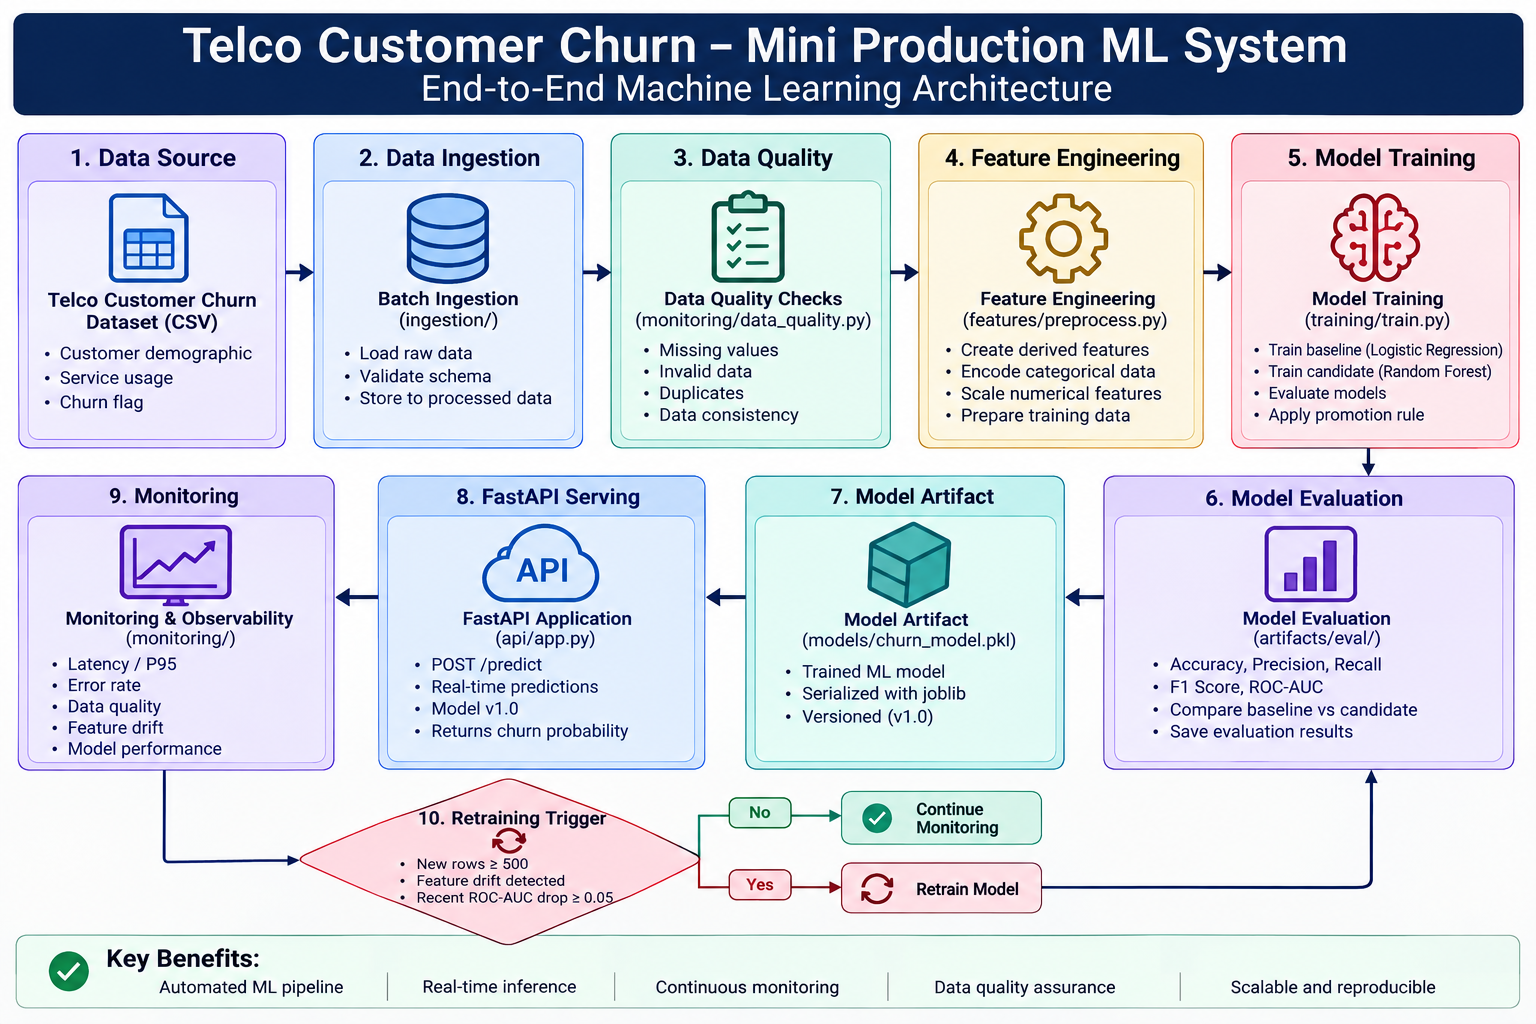 Telco Customer Churn – Mini Production ML System
End-to-End Machine Learning Architecture
1. Data Source
Telco Customer Churn
Dataset (CSV)
• Customer demographic
• Service usage
• Churn flag
2. Data Ingestion
Batch Ingestion
(ingestion/)
• Load raw data
• Validate schema
• Store to processed data
3. Data Quality
Data Quality Checks
(monitoring/data_quality.py)
• Missing values
• Invalid data
• Duplicates
• Data consistency
4. Feature Engineering
Feature Engineering
(features/preprocess.py)
• Create derived features
• Encode categorical data
• Scale numerical features
• Prepare training data
5. Model Training
Model Training
(training/train.py)
• Train baseline (Logistic Regression)
• Train candidate (Random Forest)
• Evaluate models
• Apply promotion rule
6. Model Evaluation
Model Evaluation
(artifacts/eval/)
• Accuracy, Precision, Recall
• F1 Score, ROC-AUC
• Compare baseline vs candidate
• Save evaluation results
7. Model Artifact
Model Artifact
(models/churn_model.pkl)
• Trained ML model
• Serialized with joblib
• Versioned (v1.0)
8. FastAPI Serving
API
FastAPI Application
(api/app.py)
• POST /predict
• Real-time predictions
• Model v1.0
• Returns churn probability
9. Monitoring
Monitoring & Observability
(monitoring/)
• Latency / P95
• Error rate
• Data quality
• Feature drift
• Model performance
10. Retraining Trigger
• New rows ≥ 500
• Feature drift detected
• Recent ROC-AUC drop ≥ 0.05
No
Continue
Monitoring
Yes
Retrain Model
Key Benefits:
Automated ML pipeline
Real-time inference
Continuous monitoring
Data quality assurance
Scalable and reproducible